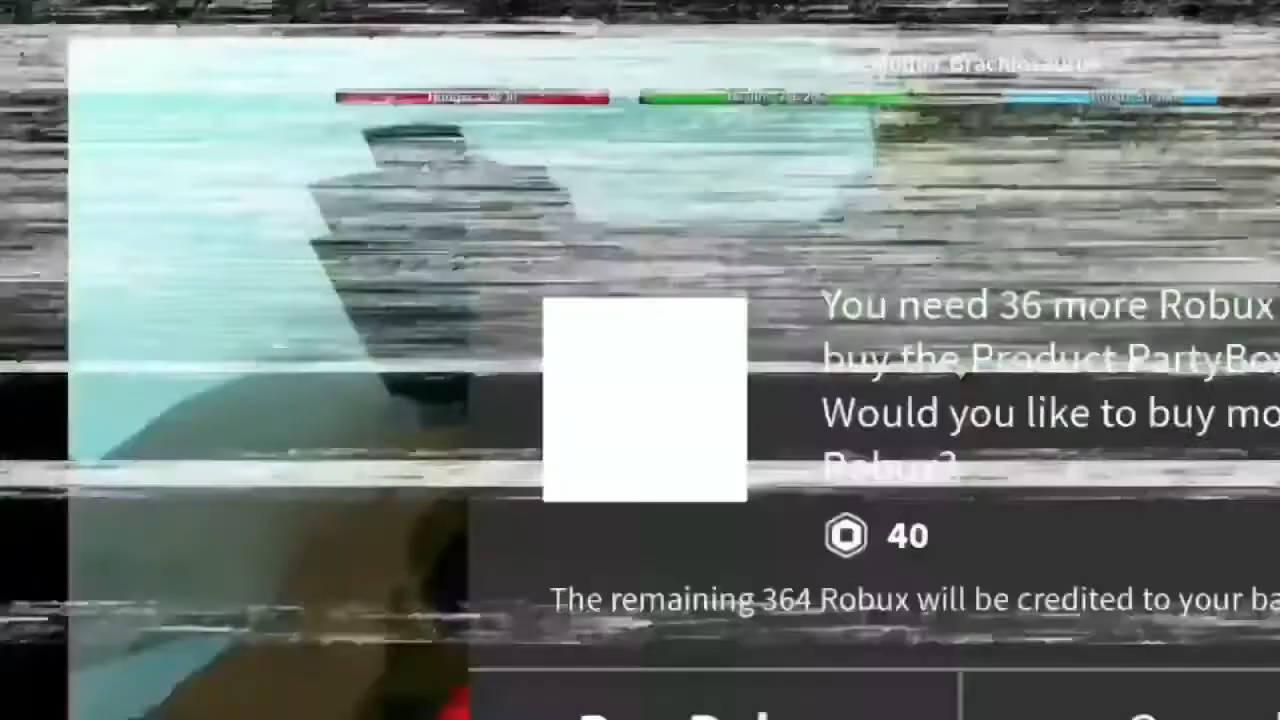 Brachiosaurus
You need 36 more Robux
buy the Product PartyBox
Would you like to buy mo
Robux?
40
The remaining 364 Robux will be credited to your ba